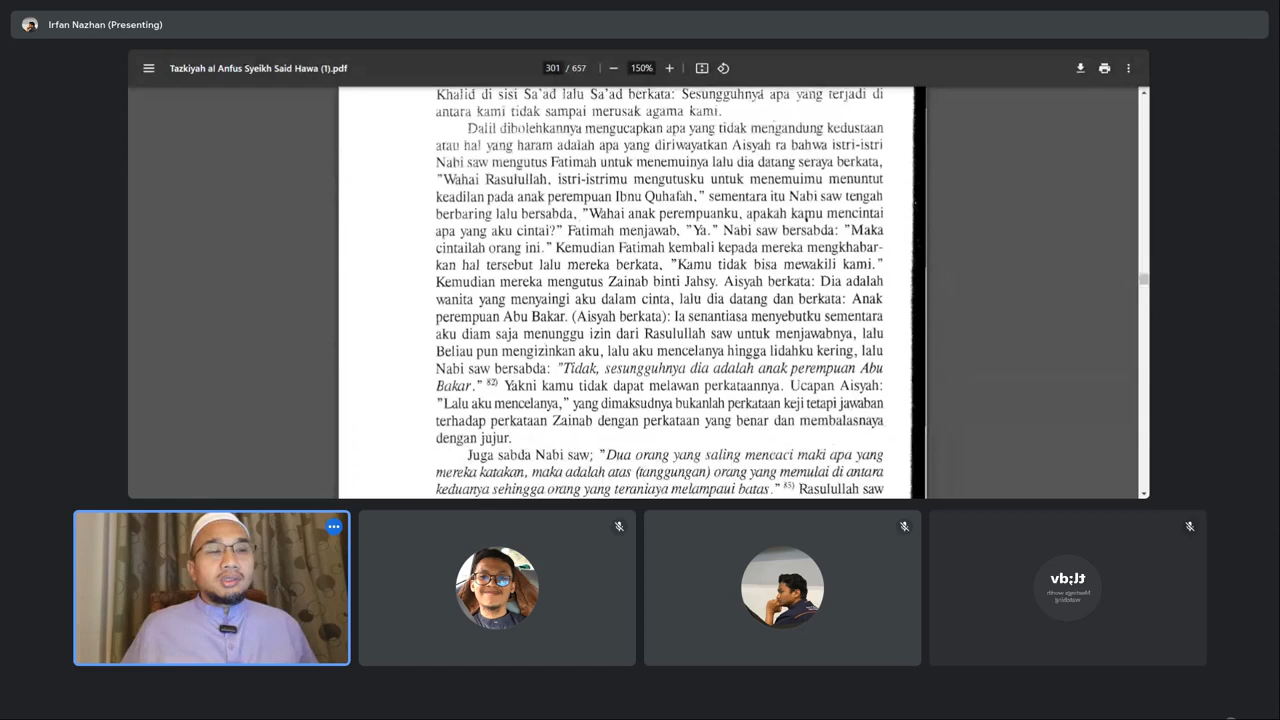 Irfan Nazhan (Presenting)
Tazkiyah al Anfus Syeikh Said Hawa (1).pdf
301 / 657
150%
Khalid di sisi Sa'ad lalu Sa'ad berkata: Sesungguhnya apa yang terjadi di
antara kami tidak sampai merusak agama kami.
Dalil dibolehkannya mengucapkan apa yang tidak mengandung kedustaan
atau hal yang haram adalah apa yang diriwayatkan Aisyah ra bahwa istri-istri
Nabi saw mengutus Fatimah untuk menemuinya lalu dia datang seraya berkata,
"Wahai Rasulullah, istri-istrimu mengutusku untuk menemuimu menuntut
keadilan pada anak perempuan Ibnu Quhafah," sementara itu Nabi saw tengah
berbaring lalu bersabda, "Wahai anak perempuanku, apakah kamu mencintai
apa yang aku cintai?" Fatimah menjawab, "Ya." Nabi saw bersabda: "Maka
cintailah orang ini." Kemudian Fatimah kembali kepada mereka mengkhabar-
kan hal tersebut lalu mereka berkata, "Kamu tidak bisa mewakili kami."
Kemudian mereka mengutus Zainab binti Jahsy. Aisyah berkata: Dia adalah
wanita yang menyaingi aku dalam cinta, lalu dia datang dan berkata: Anak
perempuan Abu Bakar. (Aisyah berkata): Ia senantiasa menyebutku sementara
aku diam saja menunggu izin dari Rasulullah saw untuk menjawabnya, lalu
Beliau pun mengizinkan aku, lalu aku mencelanya hingga lidahku kering, lalu
Nabi saw bersabda: "Tidak, sesungguhnya dia adalah anak perempuan Abu
Bakar." 82) Yakni kamu tidak dapat melawan perkataannya. Ucapan Aisyah:
"Lalu aku mencelanya," yang dimaksudnya bukanlah perkataan keji tetapi jawaban
terhadap perkataan Zainab dengan perkataan yang benar dan membalasnya
dengan jujur.
Juga sabda Nabi saw; "Dua orang yang saling mencaci maki apa yang
mereka katakan, maka adalah atas (tanggungan) orang yang memulai di antara
keduanya sehingga orang yang teraniaya melampaui batas." 85) Rasulullah saw
tl;dv
Meetings worth
watching